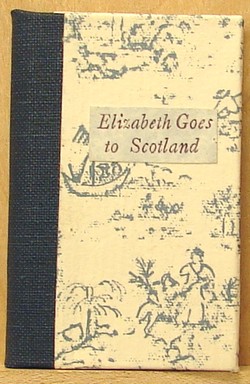 Elizabeth Goes
to Scotland